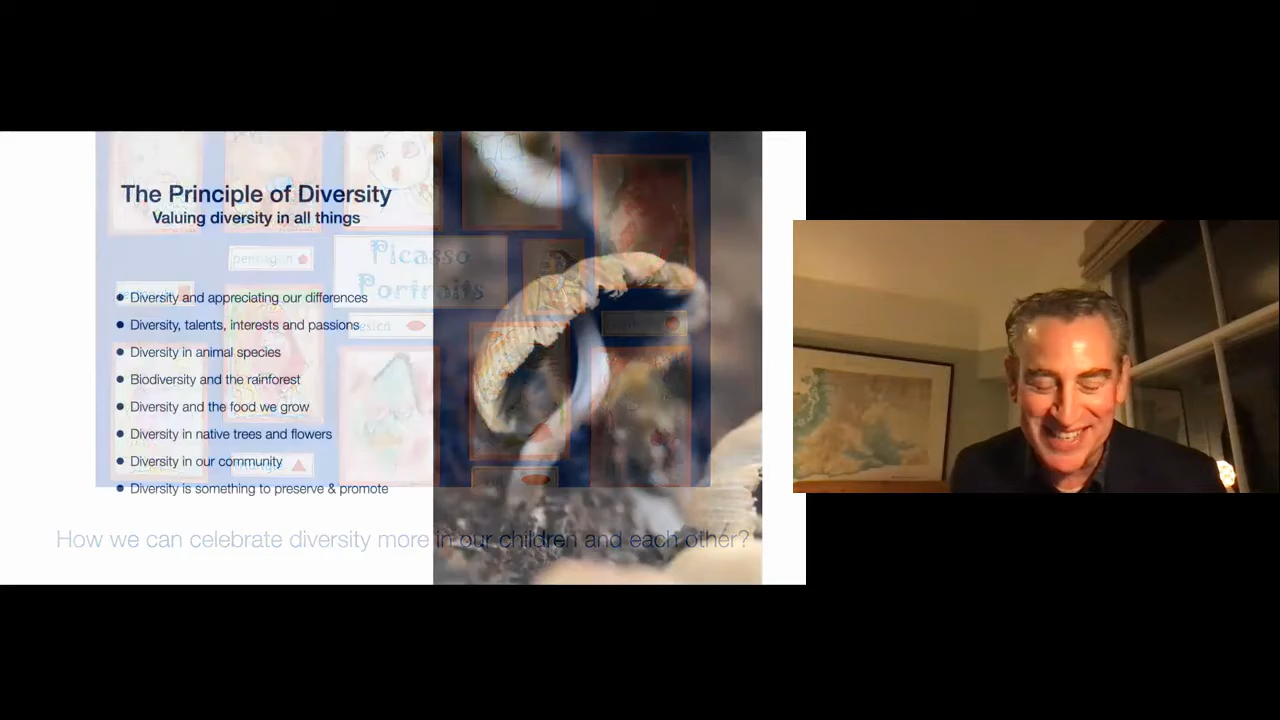 The Principle of Diversity
Valuing diversity in all things
pentagon
Picasso
Portraits
Diversity and appreciating our differences
Diversity, talents, interests and passions
Diversity in animal species
Biodiversity and the rainforest
Diversity and the food we grow
Diversity in native trees and flowers
Diversity in our community
Diversity is something to preserve & promote
How we can celebrate diversity more in our children and each other?